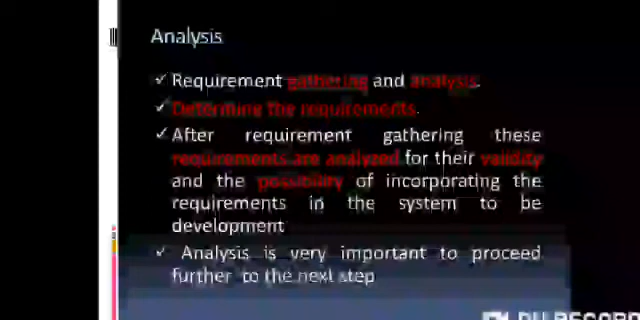 Analysis
✓ Requirement gathering and analysis.
✓ Determine the requirements.
✓ After requirement gathering these
requirements are analyzed for their validity
and the possibility of incorporating the
requirements in the system to be
development
✓ Analysis is very important to proceed
further to the next step